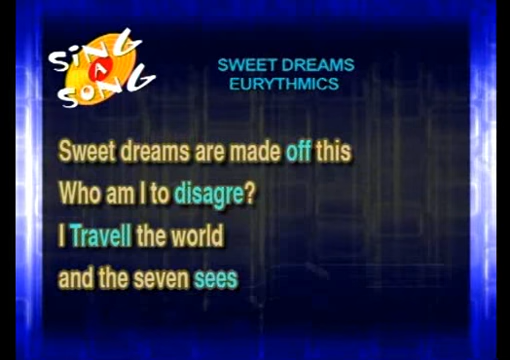 SiNG
A
SONG
SWEET DREAMS
EURYTHMICS
Sweet dreams are made off this
Who am I to disagre?
I Travell the world
and the seven sees